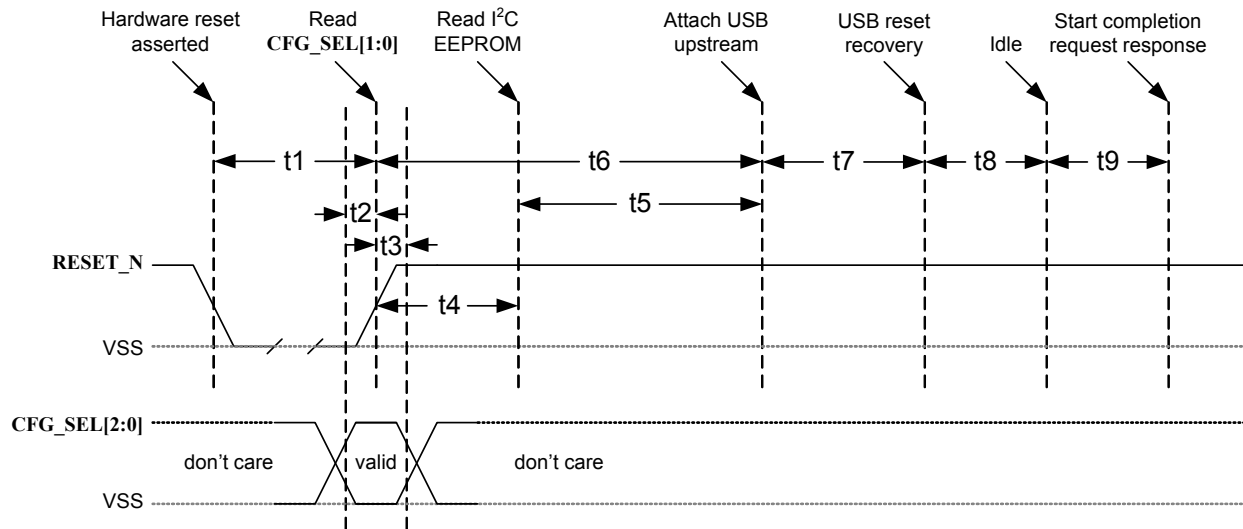 Hardware reset
asserted
Read
CFG_SEL[1:0]
Read I²C
EEPROM
Attach USB
upstream
USB reset
recovery
Idle
Start completion
request response
t1
t6
t7
t8
t9
t2
t5
t3
RESET_N
t4
VSS
CFG_SEL[2:0]
don't care
valid
don't care
VSS